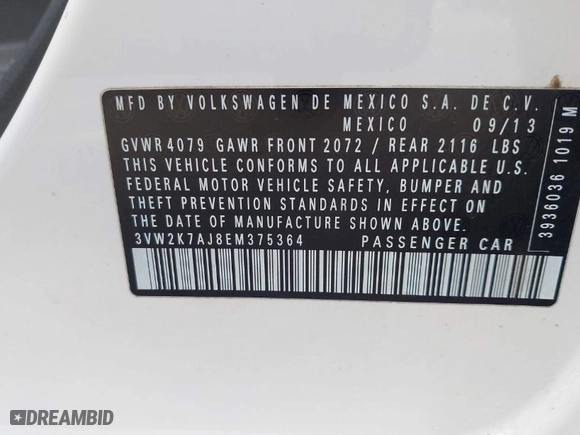 MFD BY VOLKSWAGEN DE MEXICO S.A. DE C.V.
MEXICO 09/13
GVWR 4079 GAWR FRONT 2072 / REAR 2116 LBS
THIS VEHICLE CONFORMS TO ALL APPLICABLE U.S.
FEDERAL MOTOR VEHICLE SAFETY, BUMPER AND
THEFT PREVENTION STANDARDS IN EFFECT ON
THE DATE OF MANUFACTURE SHOWN ABOVE.
3VW2K7AJ8EM375364 PASSENGER CAR
3936036 1019 M
DREAMBID